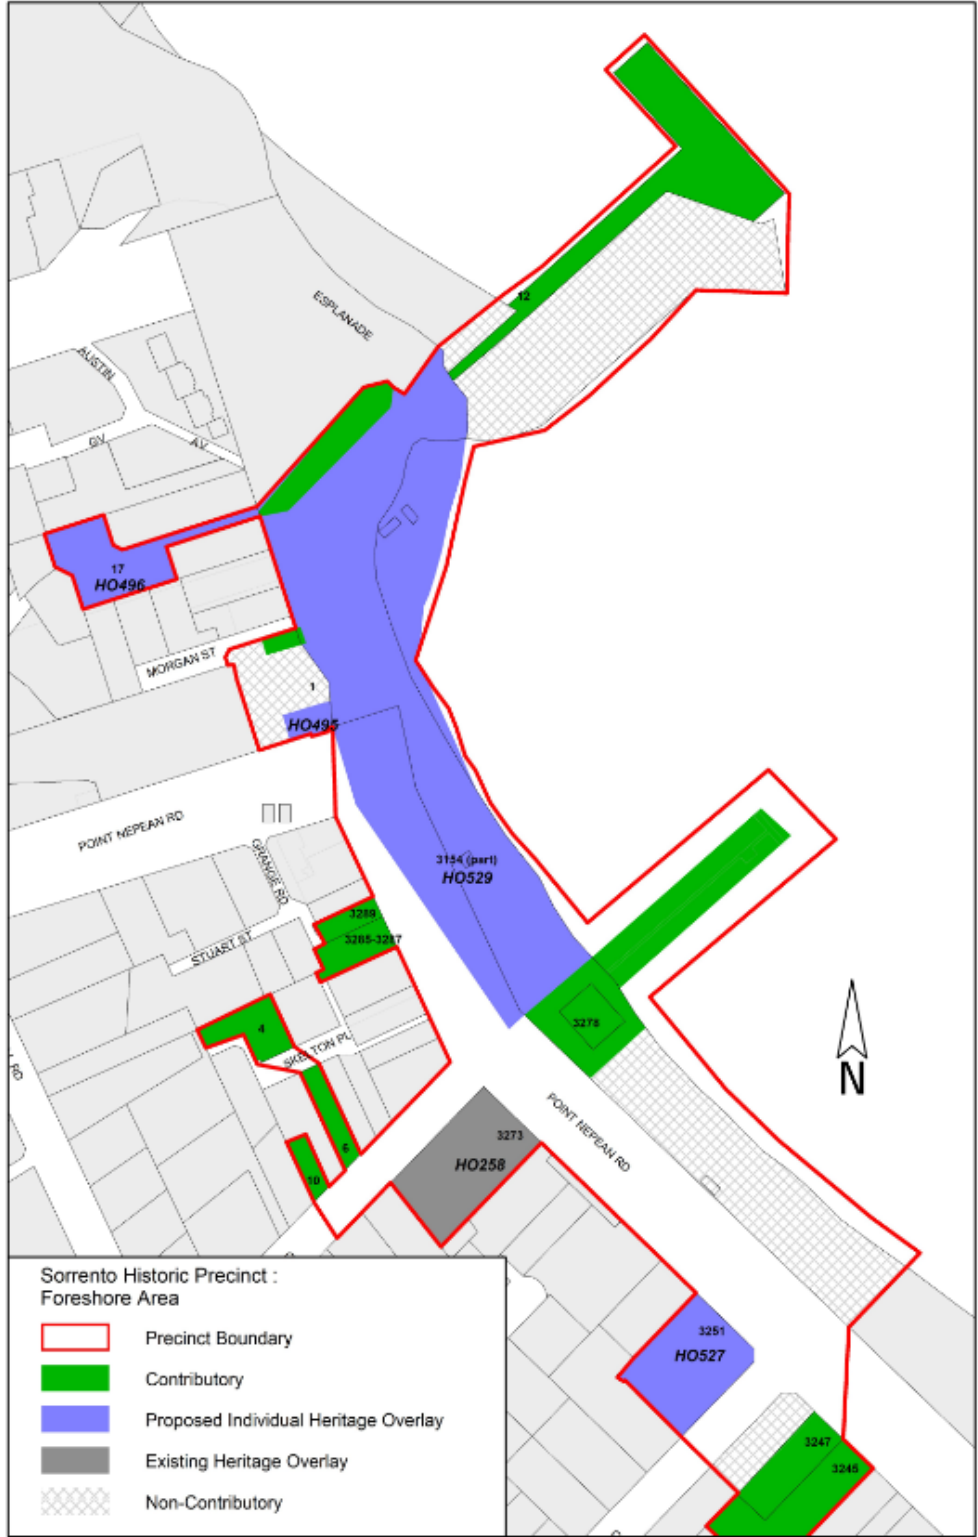 12
ESPLANADE
AUSTIN
GV
AV
17
HO496
MORGAN ST
1
HO495
POINT NEPEAN RD
GRANGE RD
3154 (part)
HO529
3289
3285-3287
STUART ST
4
SKELTON PL
3278
RD
N
6
10
3273
HO258
POINT NEPEAN RD
3251
HO527
3247
3245
Sorrento Historic Precinct :
Foreshore Area
Precinct Boundary
Contributory
Proposed Individual Heritage Overlay
Existing Heritage Overlay
Non-Contributory